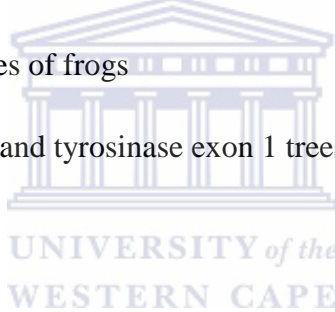 es of frogs
and tyrosinase exon 1 tree
UNIVERSITY of the
WESTERN CAPE